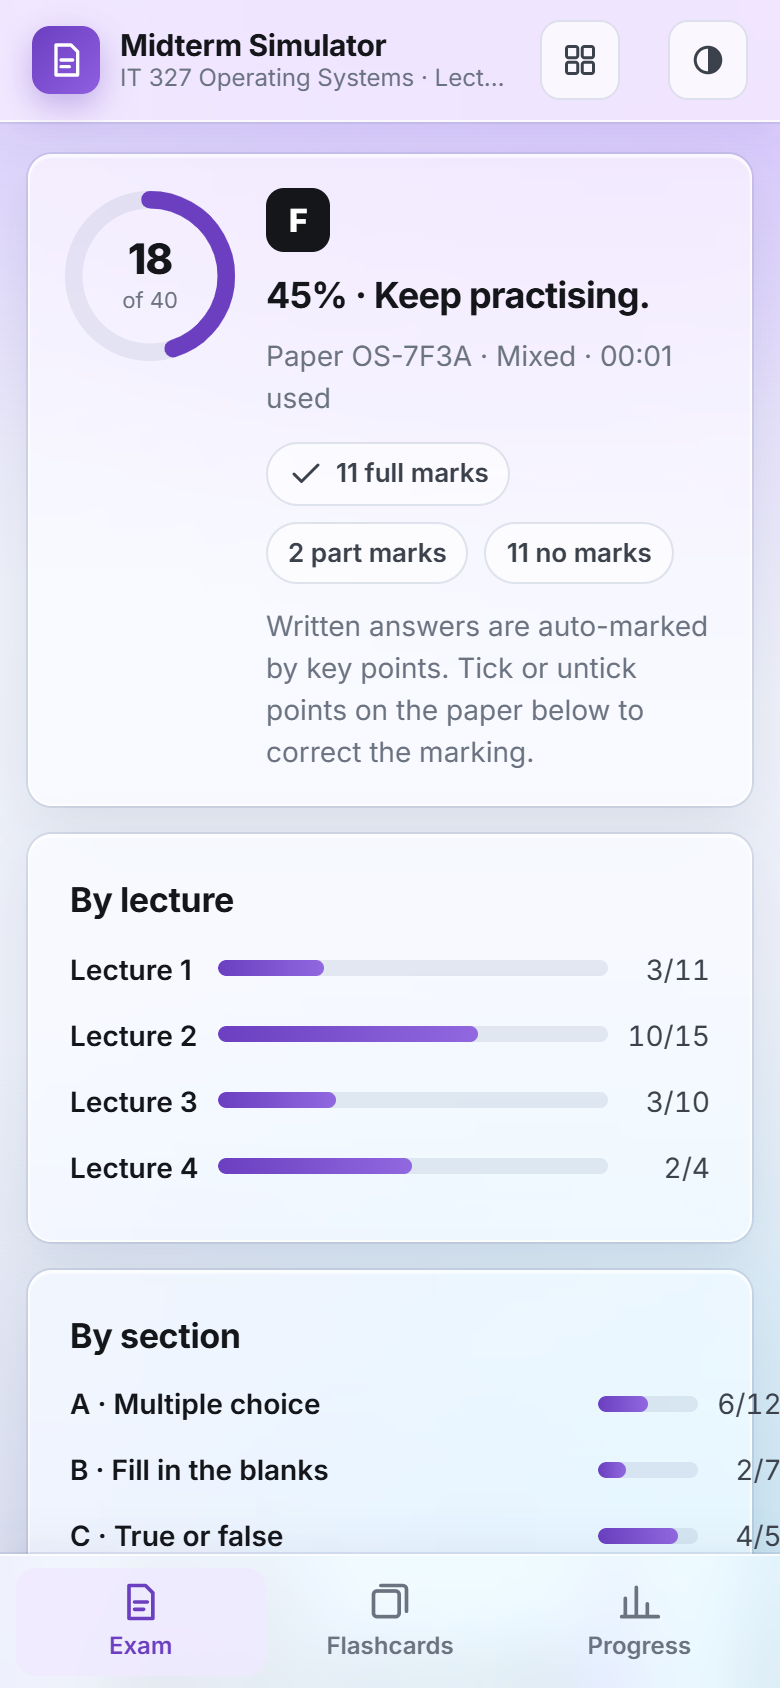 Midterm Simulator
IT 327 Operating Systems · Lect...
18
of 40
F
45% · Keep practising.
Paper OS-7F3A · Mixed · 00:01
used
11 full marks
2 part marks
11 no marks
Written answers are auto-marked
by key points. Tick or untick
points on the paper below to
correct the marking.
By lecture
Lecture 1 3/11
Lecture 2 10/15
Lecture 3 3/10
Lecture 4 2/4
By section
A · Multiple choice 6/12
B · Fill in the blanks 2/7
C · True or false 4/5
Exam
Flashcards
Progress